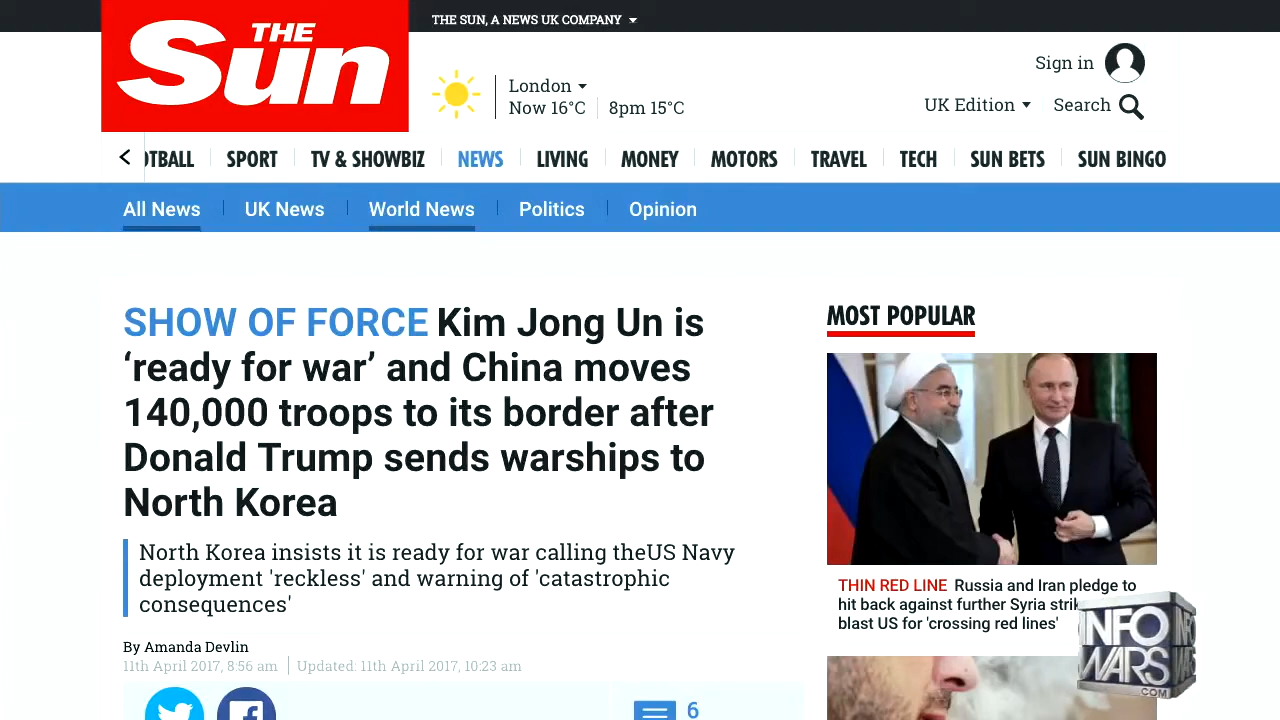 THE SUN, A NEWS UK COMPANY
THE
Sun
London
Now 16°C
8pm 15°C
Sign in
UK Edition
Search
OTBALL
SPORT
TV & SHOWBIZ
NEWS
LIVING
MONEY
MOTORS
TRAVEL
TECH
SUN BETS
SUN BINGO
All News
UK News
World News
Politics
Opinion
SHOW OF FORCE Kim Jong Un is
‘ready for war’ and China moves
140,000 troops to its border after
Donald Trump sends warships to
North Korea
North Korea insists it is ready for war calling theUS Navy
deployment 'reckless' and warning of 'catastrophic
consequences'
By Amanda Devlin
11th April 2017, 8:56 am
Updated: 11th April 2017, 10:23 am
6
MOST POPULAR
THIN RED LINE Russia and Iran pledge to
hit back against further Syria strik
blast US for 'crossing red lines'
INFO
WARS
.COM